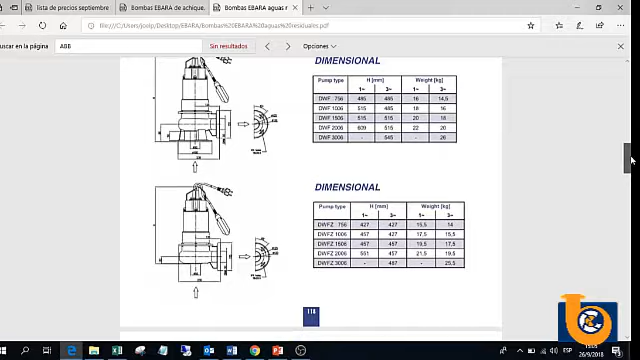 lista de precios septiembre
Bombas EBARA de achique.
Bombas EBARA aguas r
file:///C:/Users/josip/Desktop/EBARA/Bombas%20EBARA%20aguas%20residuales.pdf
uscar en la página
ABB
Sin resultados
Opciones
DIMENSIONAL
Pump type H [mm] Weight [kg]
1~ 3~ 1~ 3~
DWF 756 485 485 16 14,5
DWF 1006 515 485 18 16
DWF 1506 515 515 20 18
DWF 2006 609 515 22 20
DWF 3006 - 545 - 26
DIMENSIONAL
Pump type H [mm] Weight [kg]
1~ 3~ 1~ 3~
DWFZ 756 427 427 15,5 14
DWFZ 1006 457 427 17,5 15,5
DWFZ 1506 457 457 19,5 17,5
DWFZ 2006 551 457 21,5 19,5
DWFZ 3006 - 487 - 25,5
118
ESP
26/9/2018